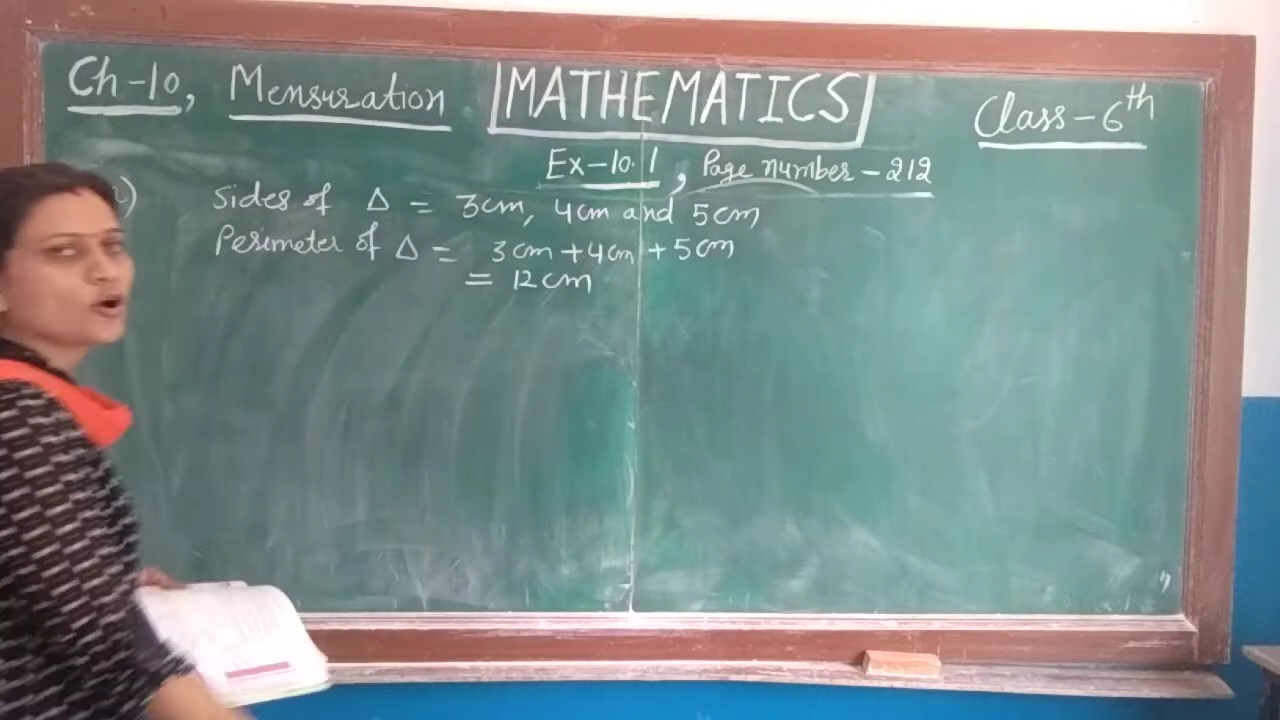 Ch-10, Mensuration MATHEMATICS Class-6th
Ex-10.1, Page number-212
Sides of Δ = 3cm, 4cm and 5cm
Perimeter of Δ = 3cm + 4cm + 5cm
= 12cm